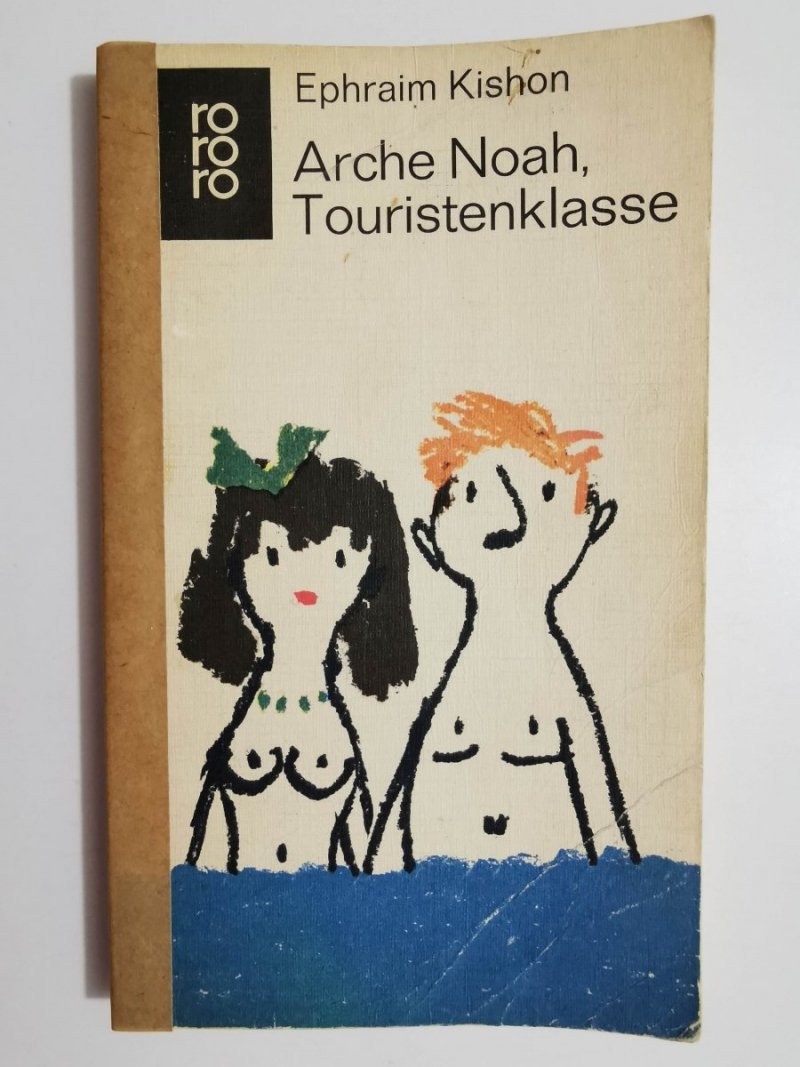 ro
ro
ro
Ephraim Kishon
Arche Noah,
Touristenklasse